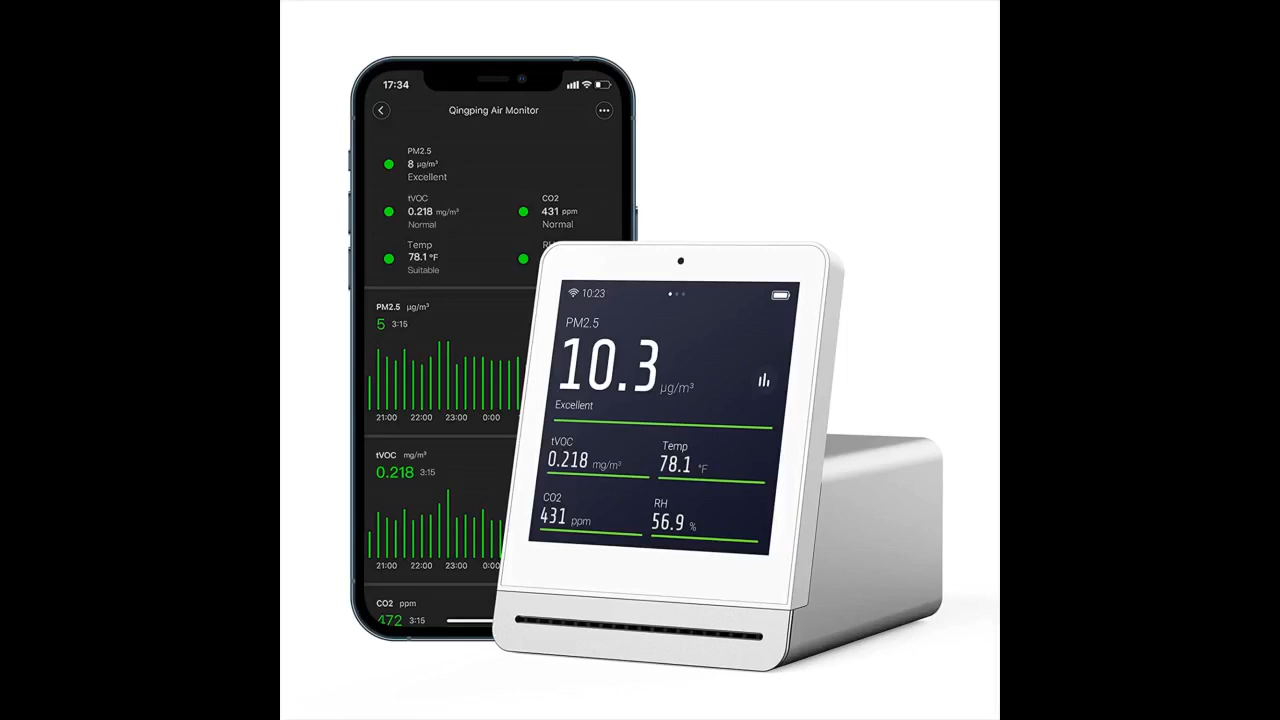 17:34
Qingping Air Monitor
PM2.5
8 μg/m³
Excellent
tVOC
0.218 mg/m³
Normal
CO2
431 ppm
Normal
Temp
78.1 °F
Suitable
PM2.5 μg/m³
5 3:15
21:00 22:00 23:00 0:00
tVOC mg/m³
0.218 3:15
21:00 22:00 23:00 0:00
CO2 ppm
472 3:15
10:23
PM2.5
10.3 μg/m³
Excellent
tVOC
0.218 mg/m³
Temp
78.1 °F
CO2
431 ppm
RH
56.9 %